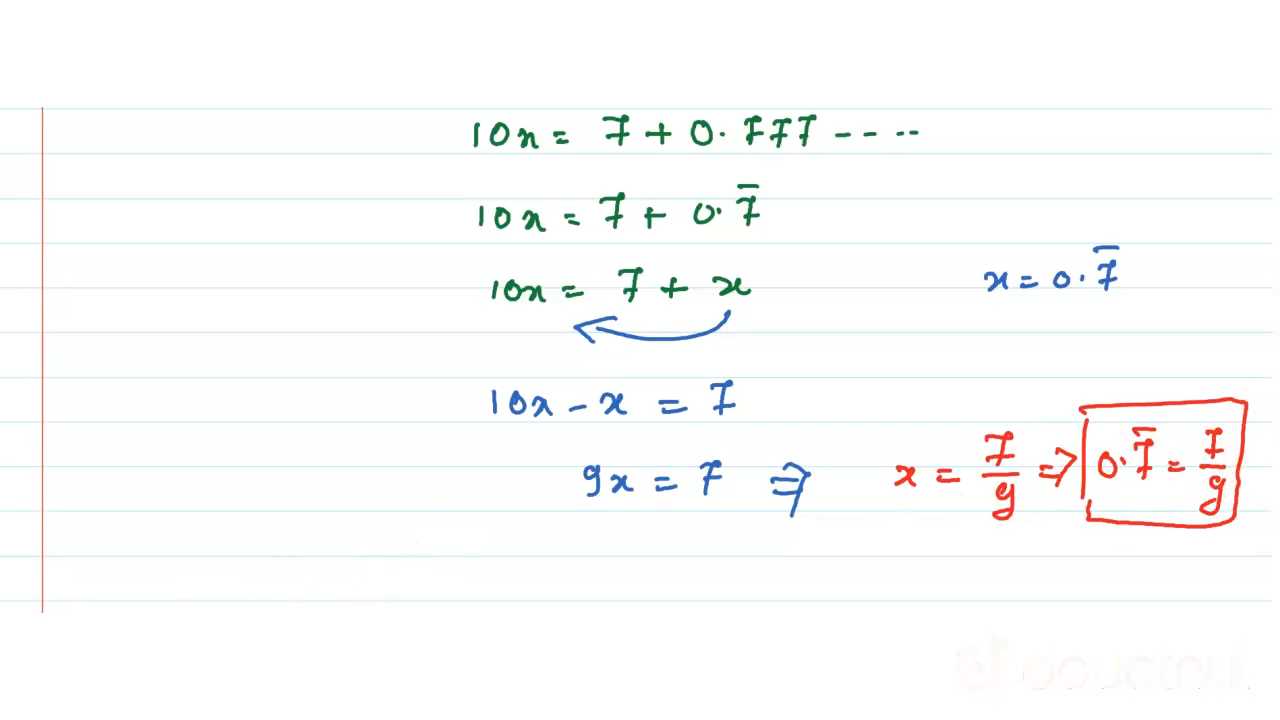 10x = 7 + 0.777 -----
10x = 7 + 0.7̅
10x = 7 + x
x = 0.7̅
10x - x = 7
9x = 7 ⇒ x = 7/9 ⇒ 0.7̅ = 7/9